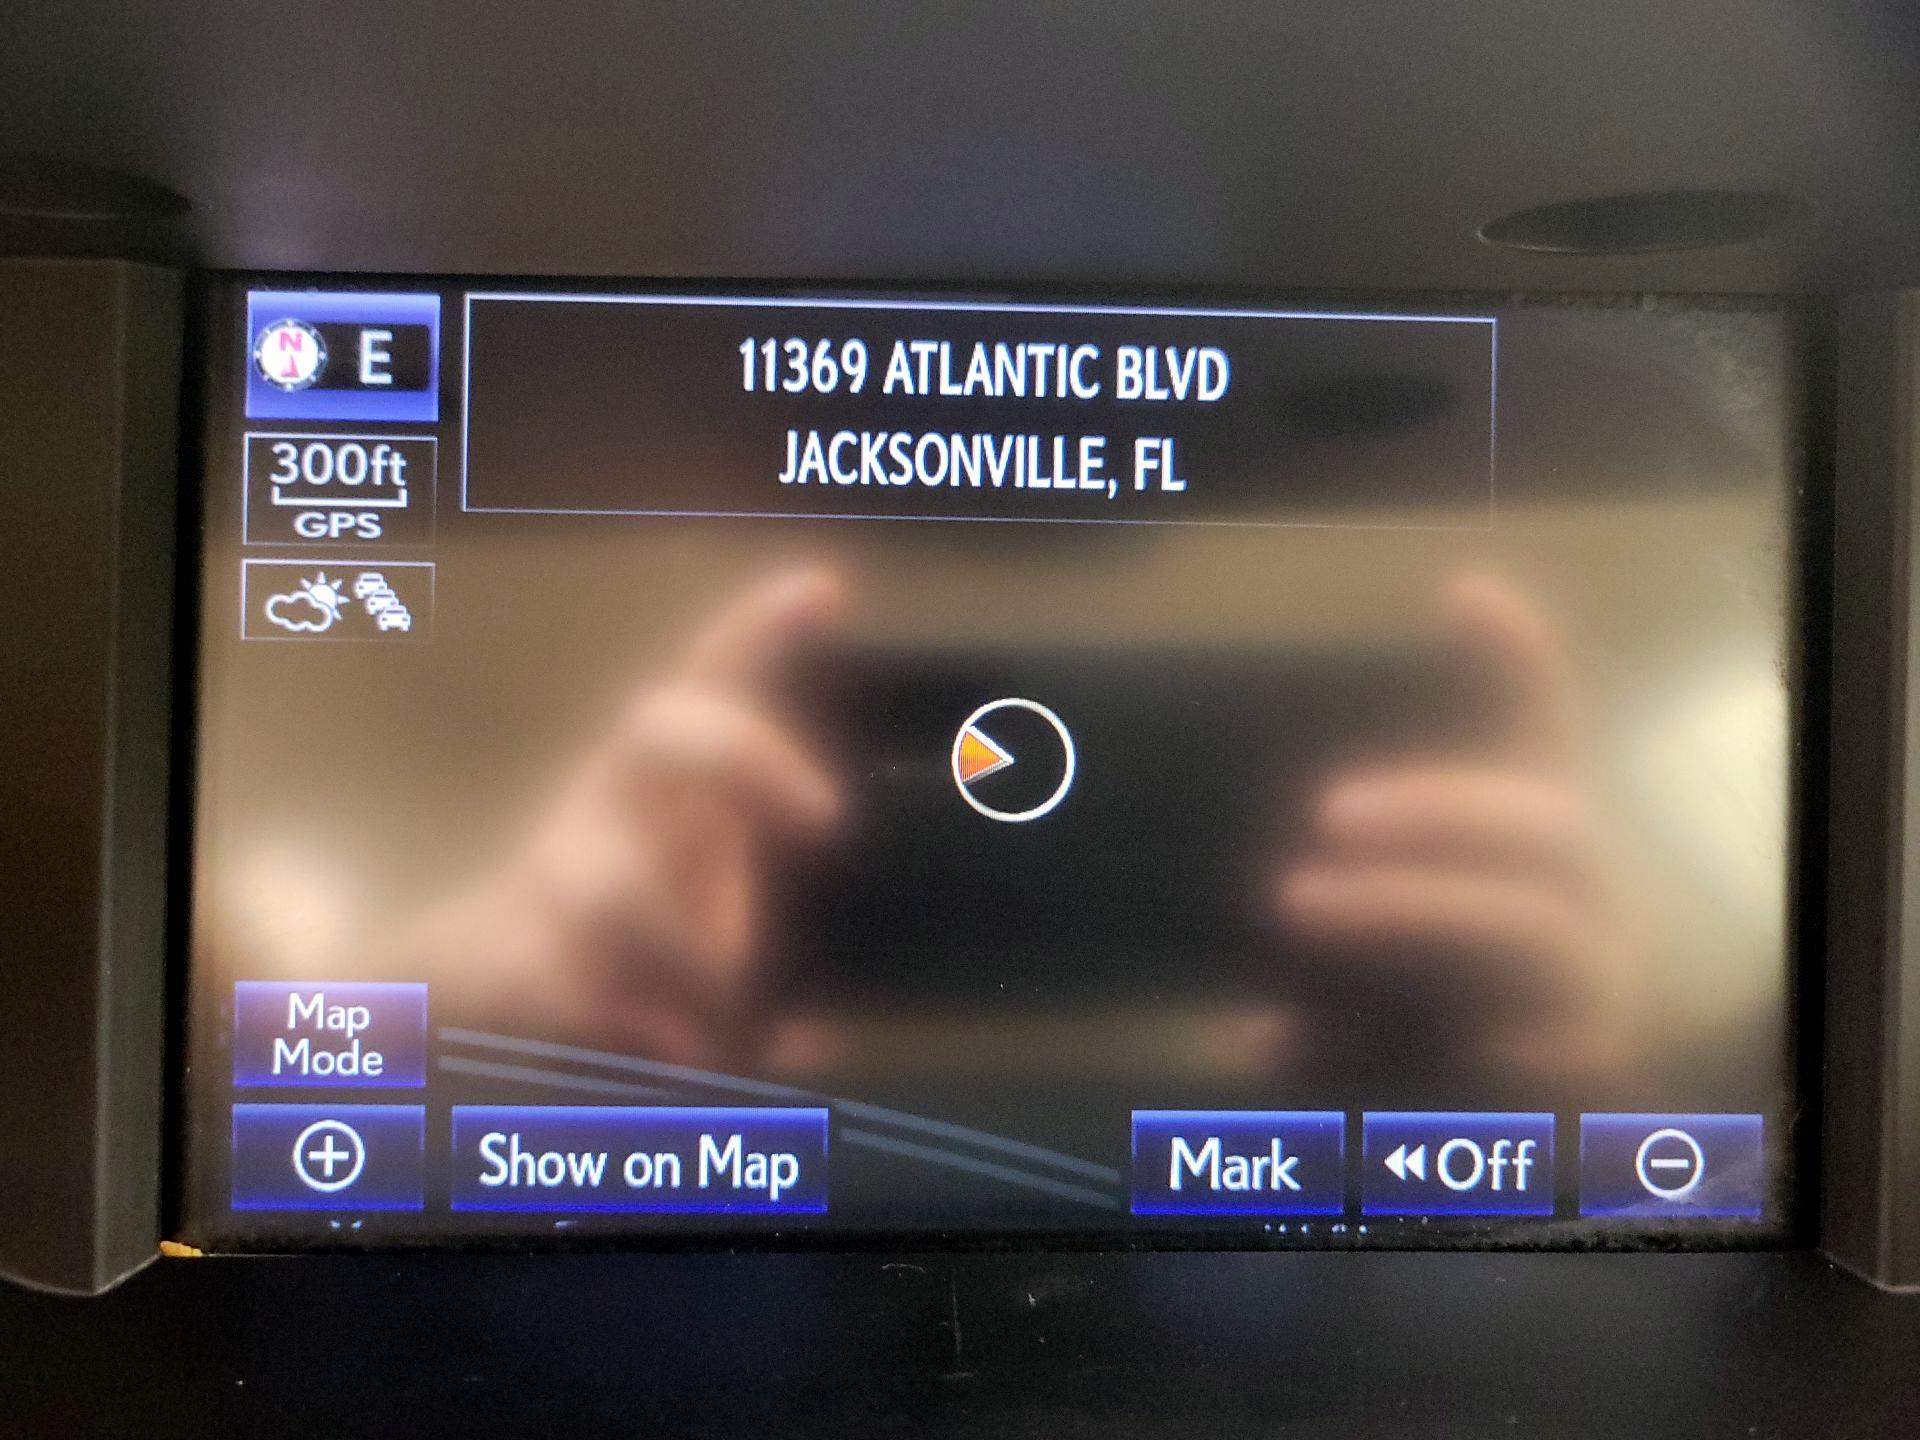 N E
11369 ATLANTIC BLVD
JACKSONVILLE, FL
300ft
GPS
Map
Mode
Show on Map
Mark
Off